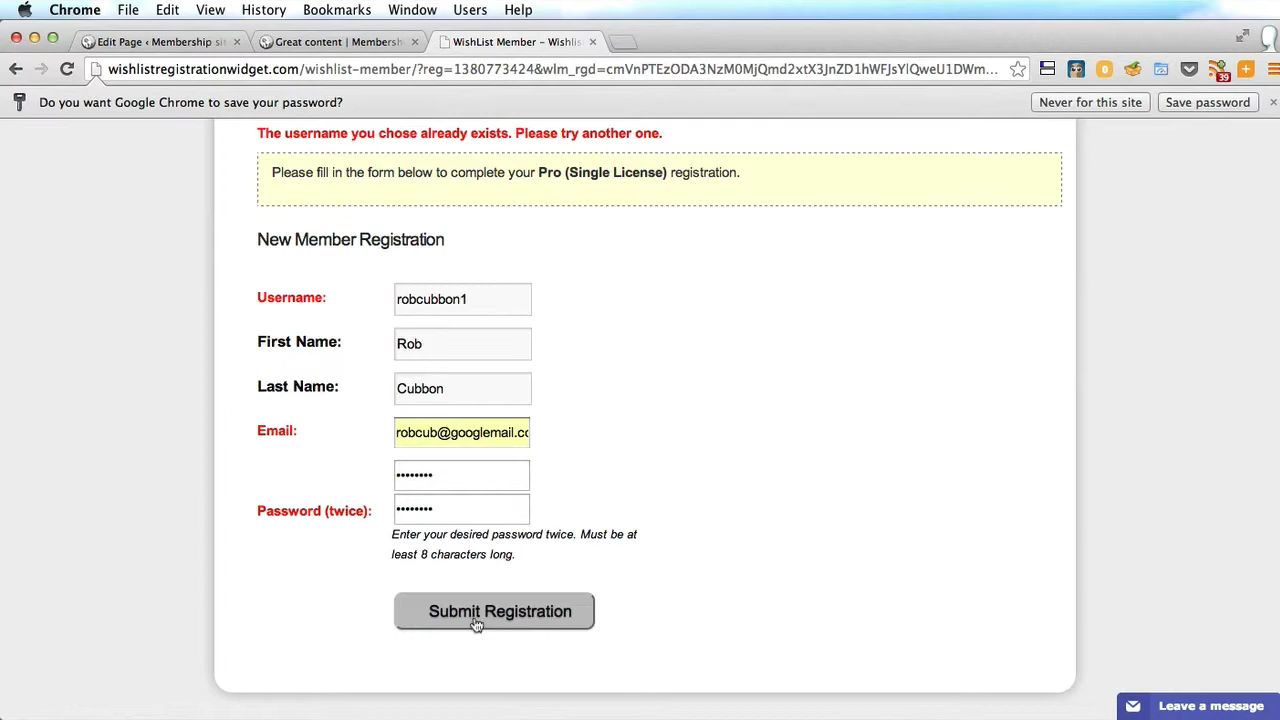 Chrome File Edit View History Bookmarks Window Users Help
Edit Page ‹ Membership si
Great content | Membersh
WishList Member – Wishlis
wishlistregistrationwidget.com/wishlist-member/?reg=1380773424&wlm_rgd=cmVnPTEzODA3NzM0MjQmd2xtX3JnZD1hWFJsYlQweU1DWm...
39
Do you want Google Chrome to save your password?
Never for this site
Save password
The username you chose already exists. Please try another one.
Please fill in the form below to complete your Pro (Single License) registration.
New Member Registration
Username: robcubbon1
First Name: Rob
Last Name: Cubbon
Email: robcub@googlemail.co
Password (twice):
Enter your desired password twice. Must be at
least 8 characters long.
Submit Registration
Leave a message